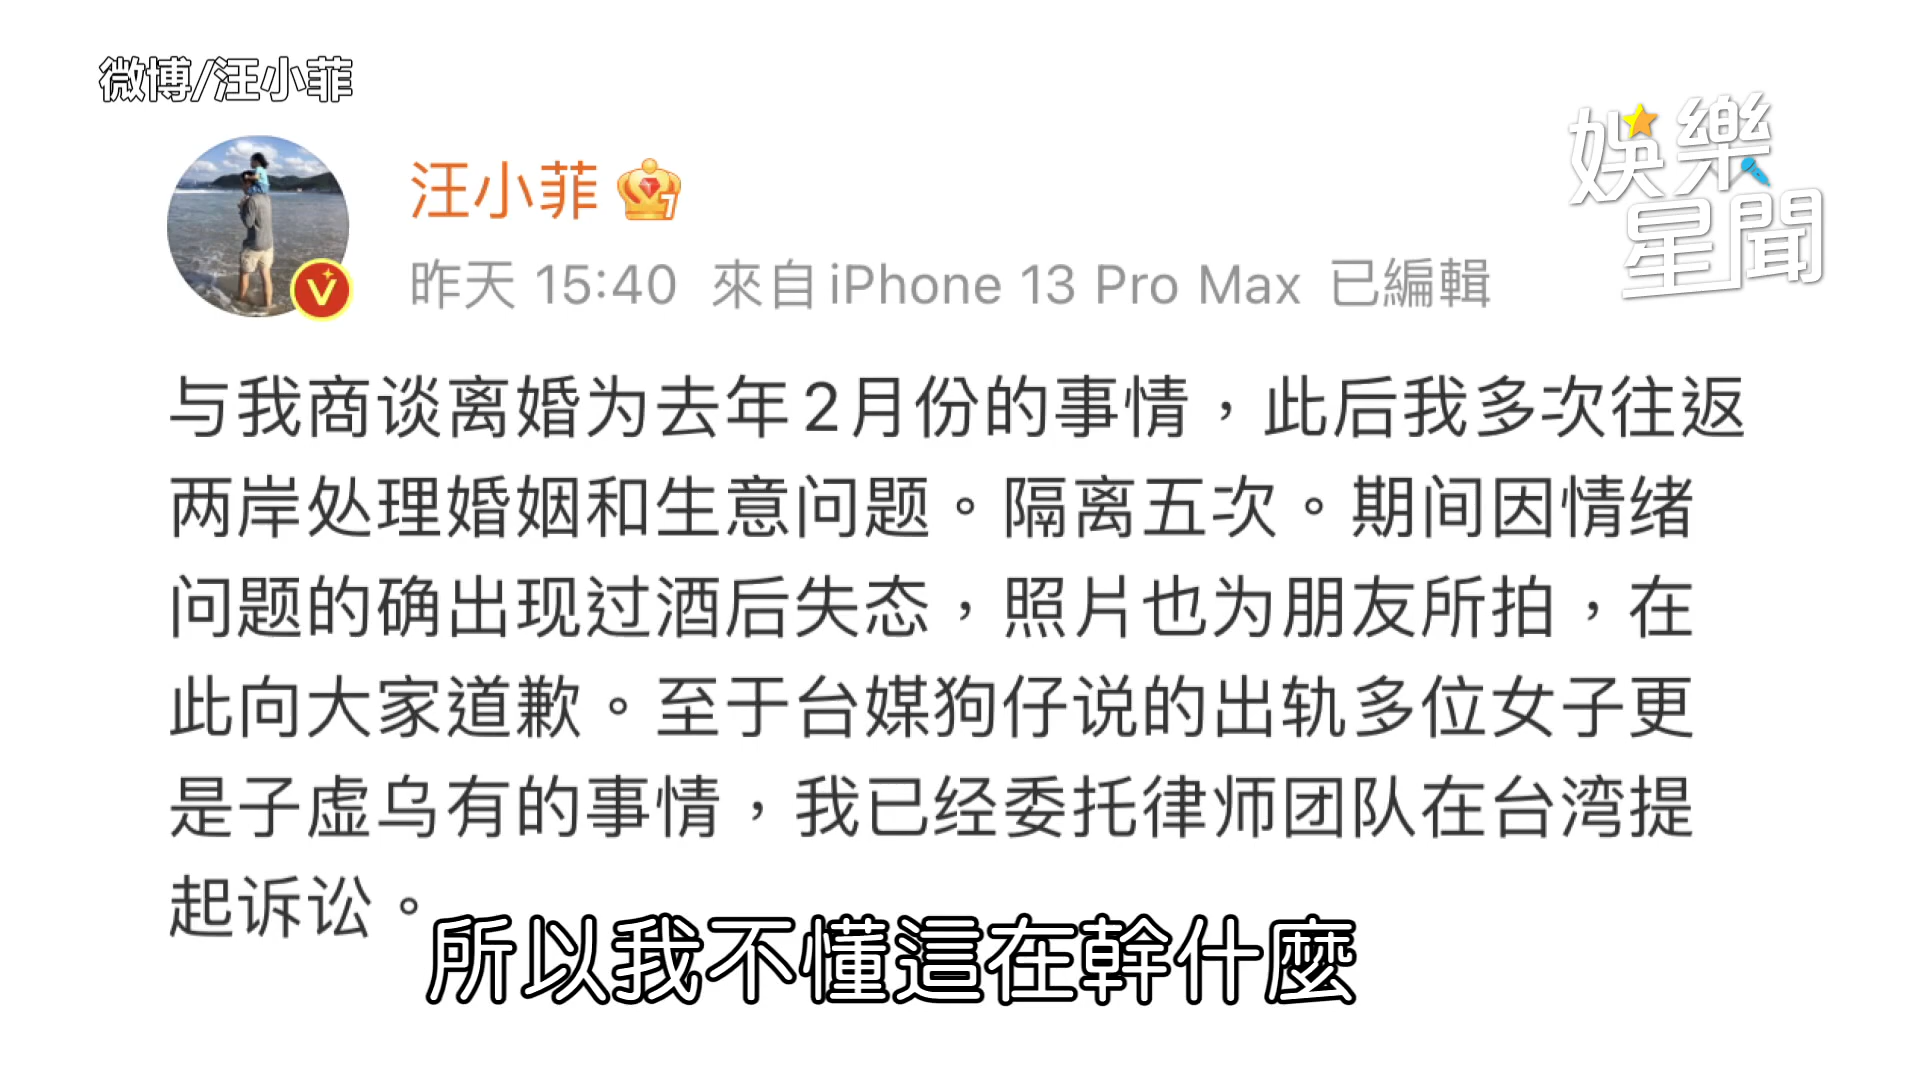 微博/汪小菲
娛樂
星聞
汪小菲
7
V
昨天 15:40 來自iPhone 13 Pro Max 已編輯
与我商谈离婚为去年2月份的事情，此后我多次往返
两岸处理婚姻和生意问题。隔离五次。期间因情绪
问题的确出现过酒后失态，照片也为朋友所拍，在
此向大家道歉。至于台媒狗仔说的出轨多位女子更
是子虚乌有的事情，我已经委托律师团队在台湾提
起诉讼。
所以我不懂這在幹什麼